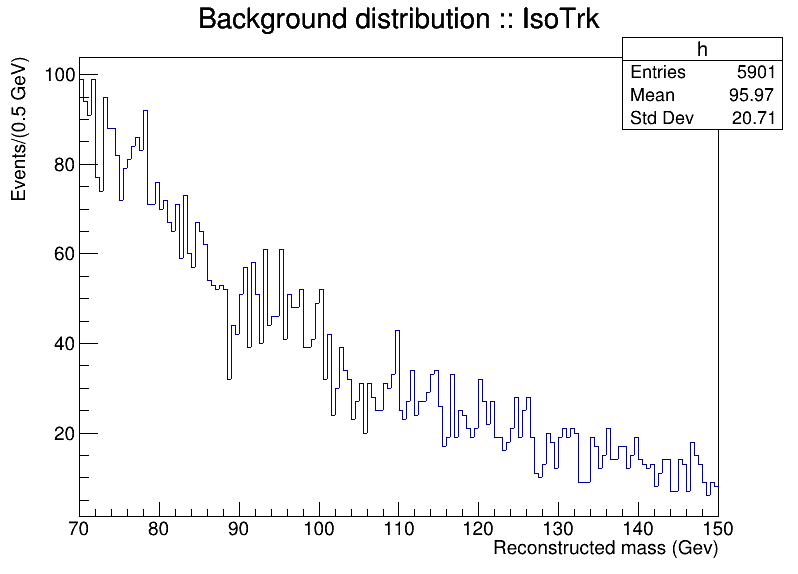 Background distribution :: IsoTrk
h
Entries 5901
Mean 95.97
Std Dev 20.71
Events/(0.5 GeV)
100
80
60
40
20
70 80 90 100 110 120 130 140 150
Reconstructed mass (Gev)